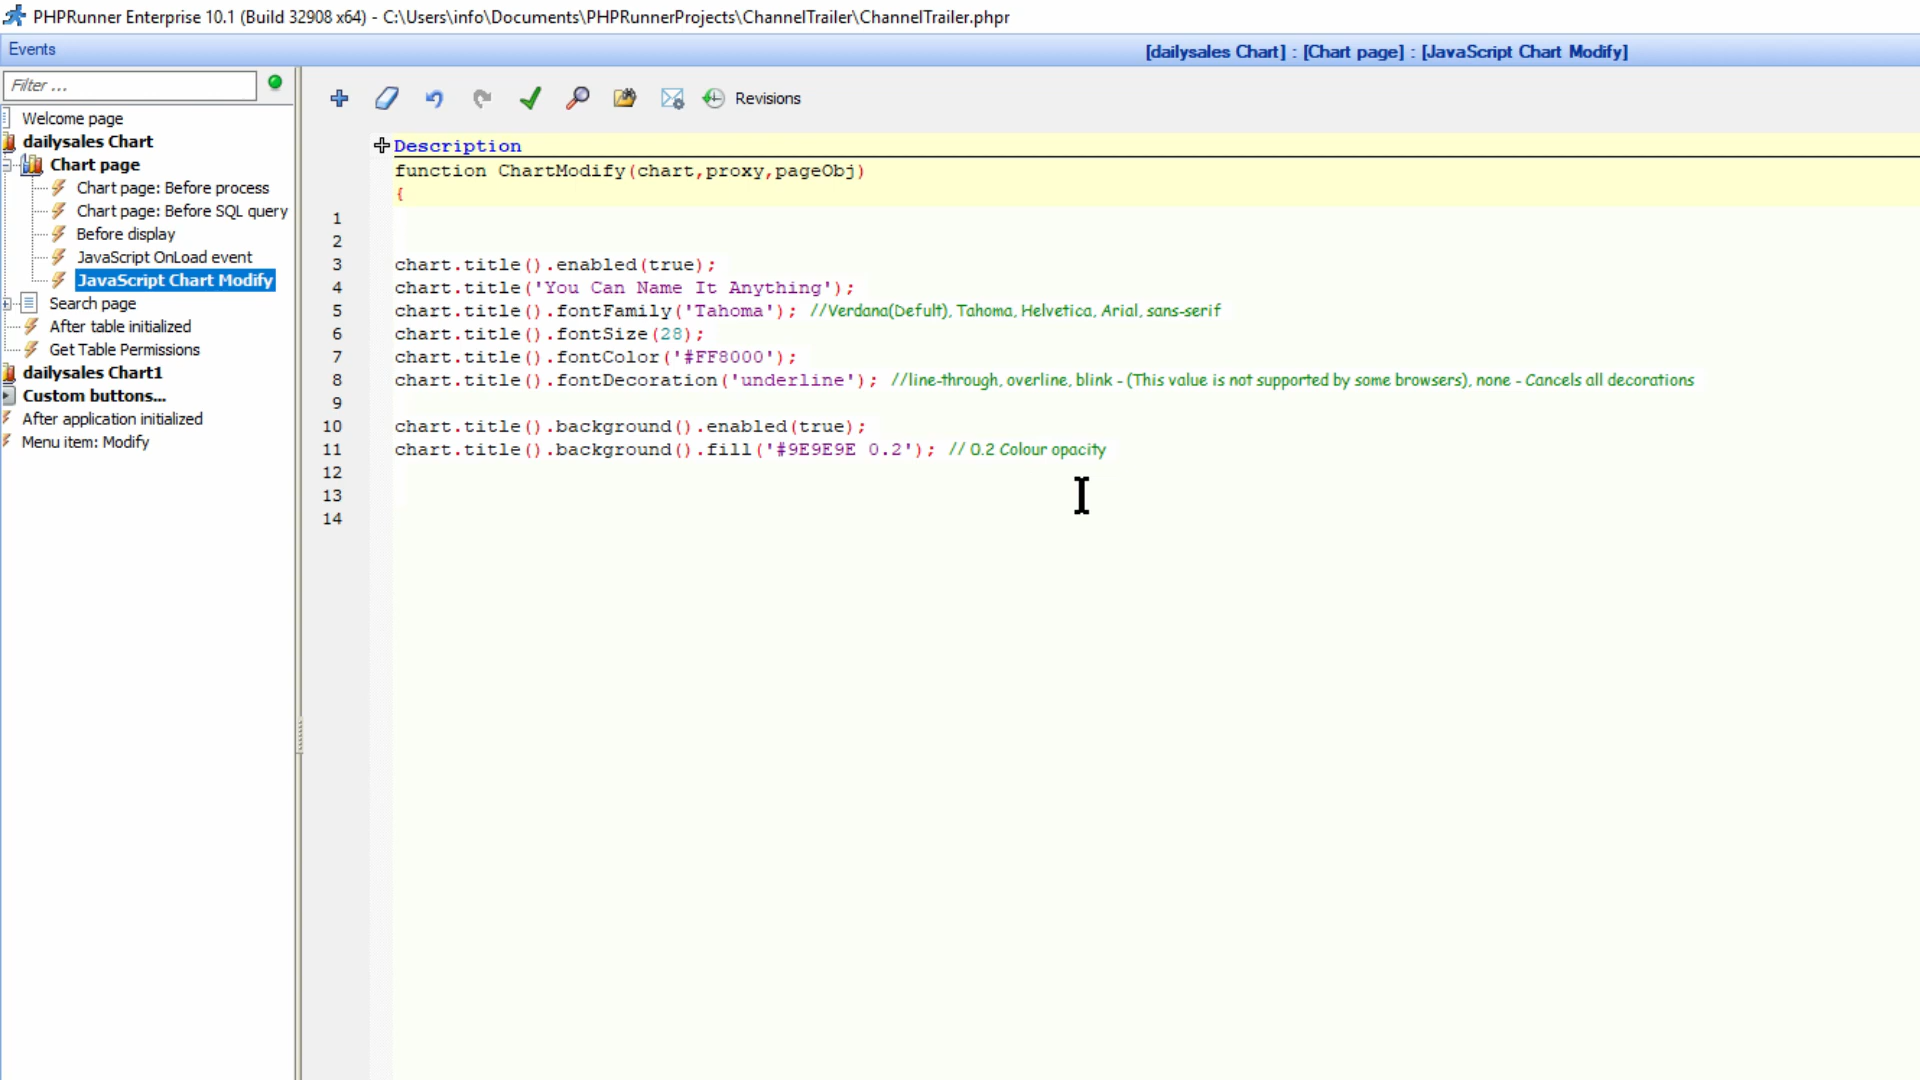 PHPRunner Enterprise 10.1 (Build 32908 x64) - C:\Users\info\Documents\PHPRunnerProjects\ChannelTrailer\ChannelTrailer.phpr
Events
[dailysales Chart] : [Chart page] : [JavaScript Chart Modify]
Filter ...
Revisions
Welcome page
dailysales Chart
Chart page
Chart page: Before process
Chart page: Before SQL query
Before display
JavaScript OnLoad event
JavaScript Chart Modify
Search page
After table initialized
Get Table Permissions
dailysales Chart1
Custom buttons...
After application initialized
Menu item: Modify
Description
function ChartModify(chart,proxy,pageObj)
{
1
2
3 chart.title().enabled(true);
4 chart.title('You Can Name It Anything');
5 chart.title().fontFamily('Tahoma'); //Verdana(Defult), Tahoma, Helvetica, Arial, sans-serif
6 chart.title().fontSize(28);
7 chart.title().fontColor('#FF8000');
8 chart.title().fontDecoration('underline'); //line-through, overline, blink - (This value is not supported by some browsers), none - Cancels all decorations
9
10 chart.title().background().enabled(true);
11 chart.title().background().fill('#9E9E9E 0.2'); // 0.2 Colour opacity
12
13
14